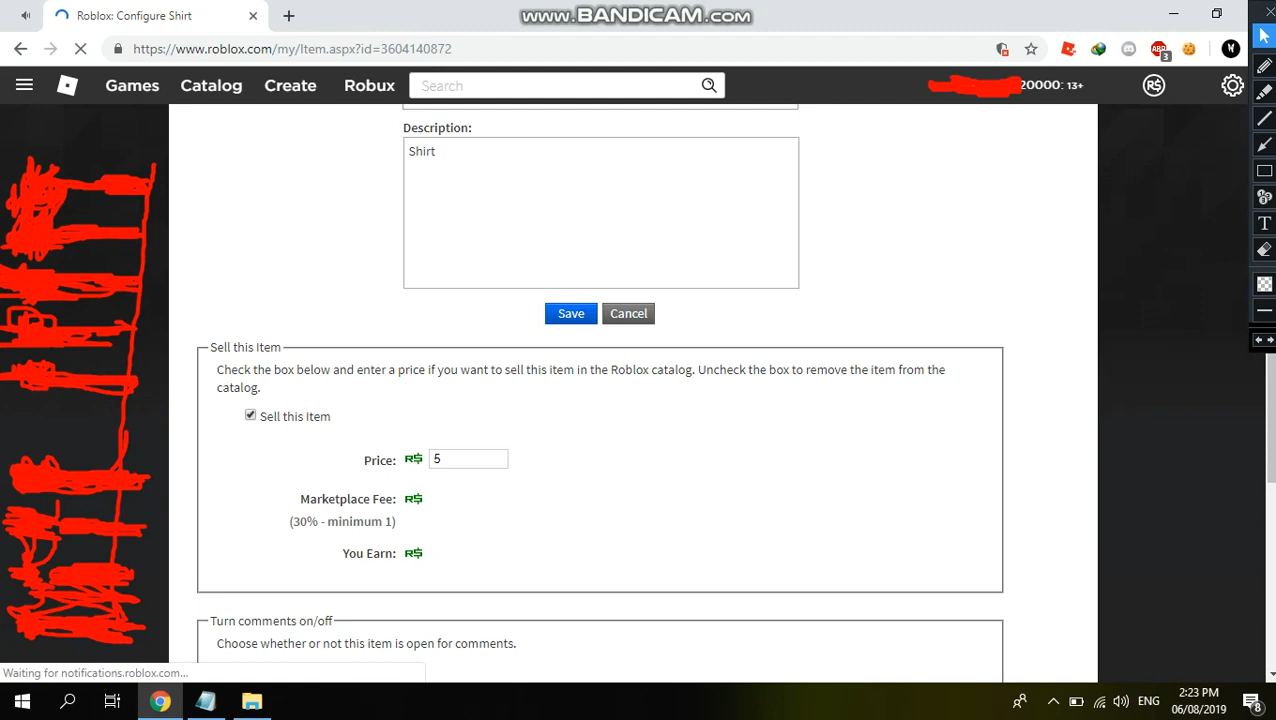 Roblox: Configure Shirt
www.BANDICAM.com
https://www.roblox.com/my/Item.aspx?id=3604140872
ABP
3
Games
Catalog
Create
Robux
Search
20000: 13+
R$
Description:
Shirt
Save
Cancel
Sell this Item
Check the box below and enter a price if you want to sell this item in the Roblox catalog. Uncheck the box to remove the item from the
catalog.
Sell this Item
Price: R$ 5
Marketplace Fee: R$
(30% - minimum 1)
You Earn: R$
Turn comments on/off
Choose whether or not this item is open for comments.
Waiting for notifications.roblox.com...
ENG
2:23 PM
06/08/2019
8